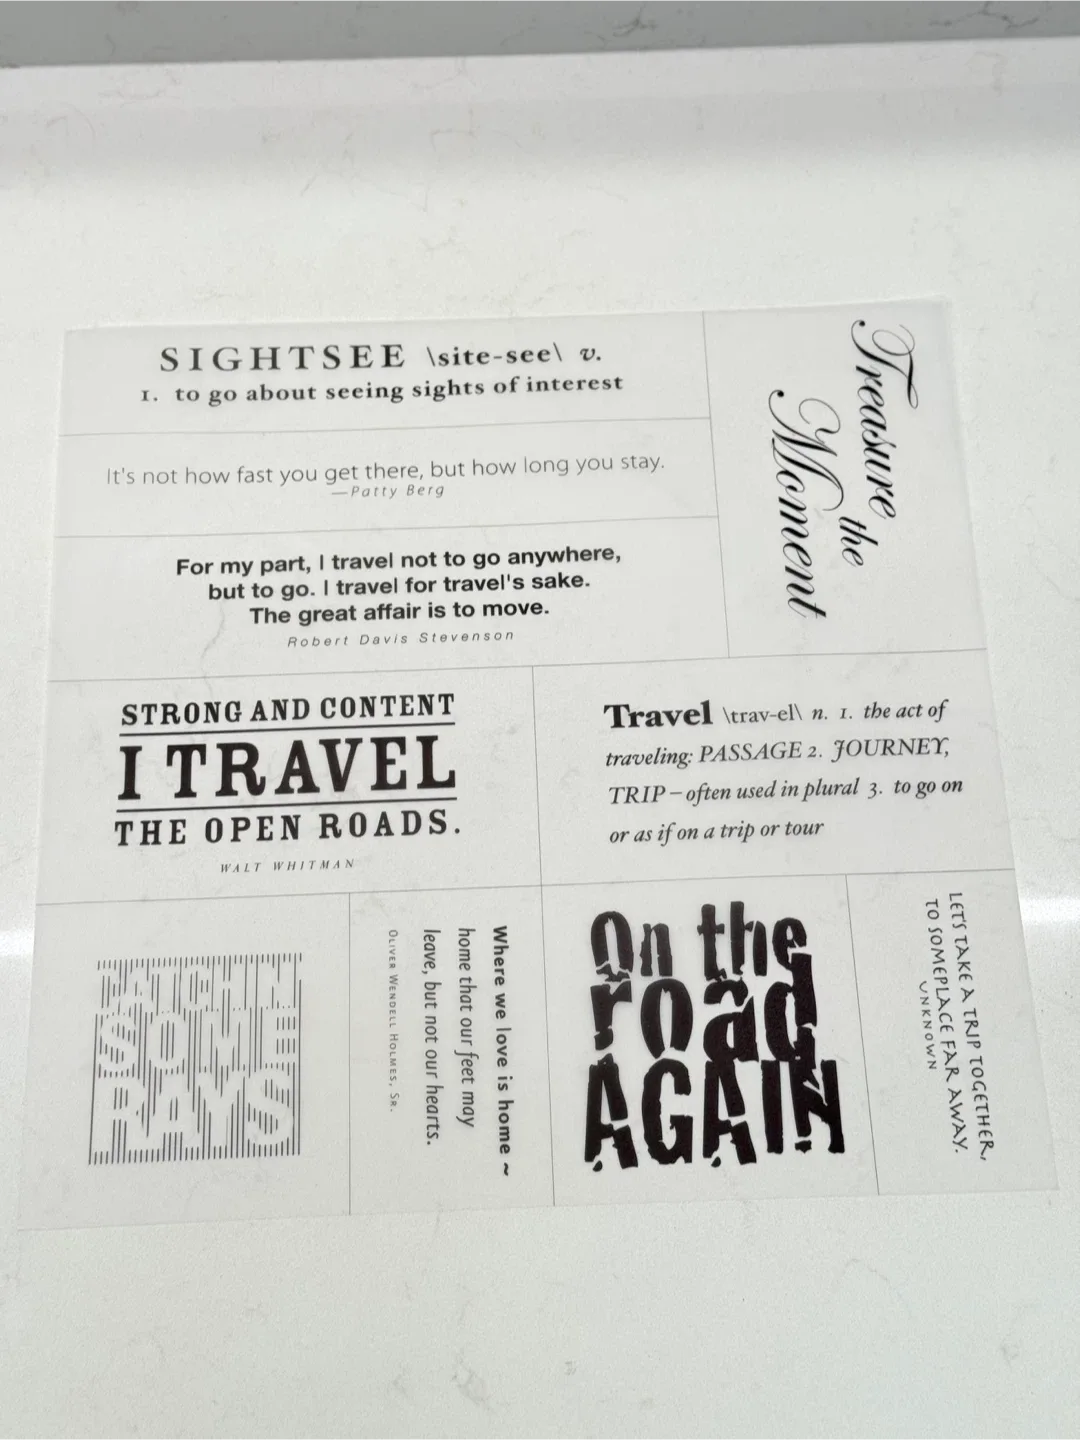 SIGHTSEE \site-see\ v.
1. to go about seeing sights of interest
It's not how fast you get there, but how long you stay.
—Patty Berg
For my part, I travel not to go anywhere,
but to go. I travel for travel's sake.
The great affair is to move.
Robert Davis Stevenson
Treasure
the
Moment
STRONG AND CONTENT
I TRAVEL
THE OPEN ROADS.
WALT WHITMAN
Travel \trav-el\ n. 1. the act of
traveling: PASSAGE 2. JOURNEY,
TRIP – often used in plural 3. to go on
or as if on a trip or tour
CATCH
SOME
RAYS
Where we love is home ~
home that our feet may
leave, but not our hearts.
OLIVER WENDELL HOLMES, SR.
On the
road
AGAIN
LET'S TAKE A TRIP TOGETHER,
TO SOMEPLACE FAR AWAY.
UNKNOWN